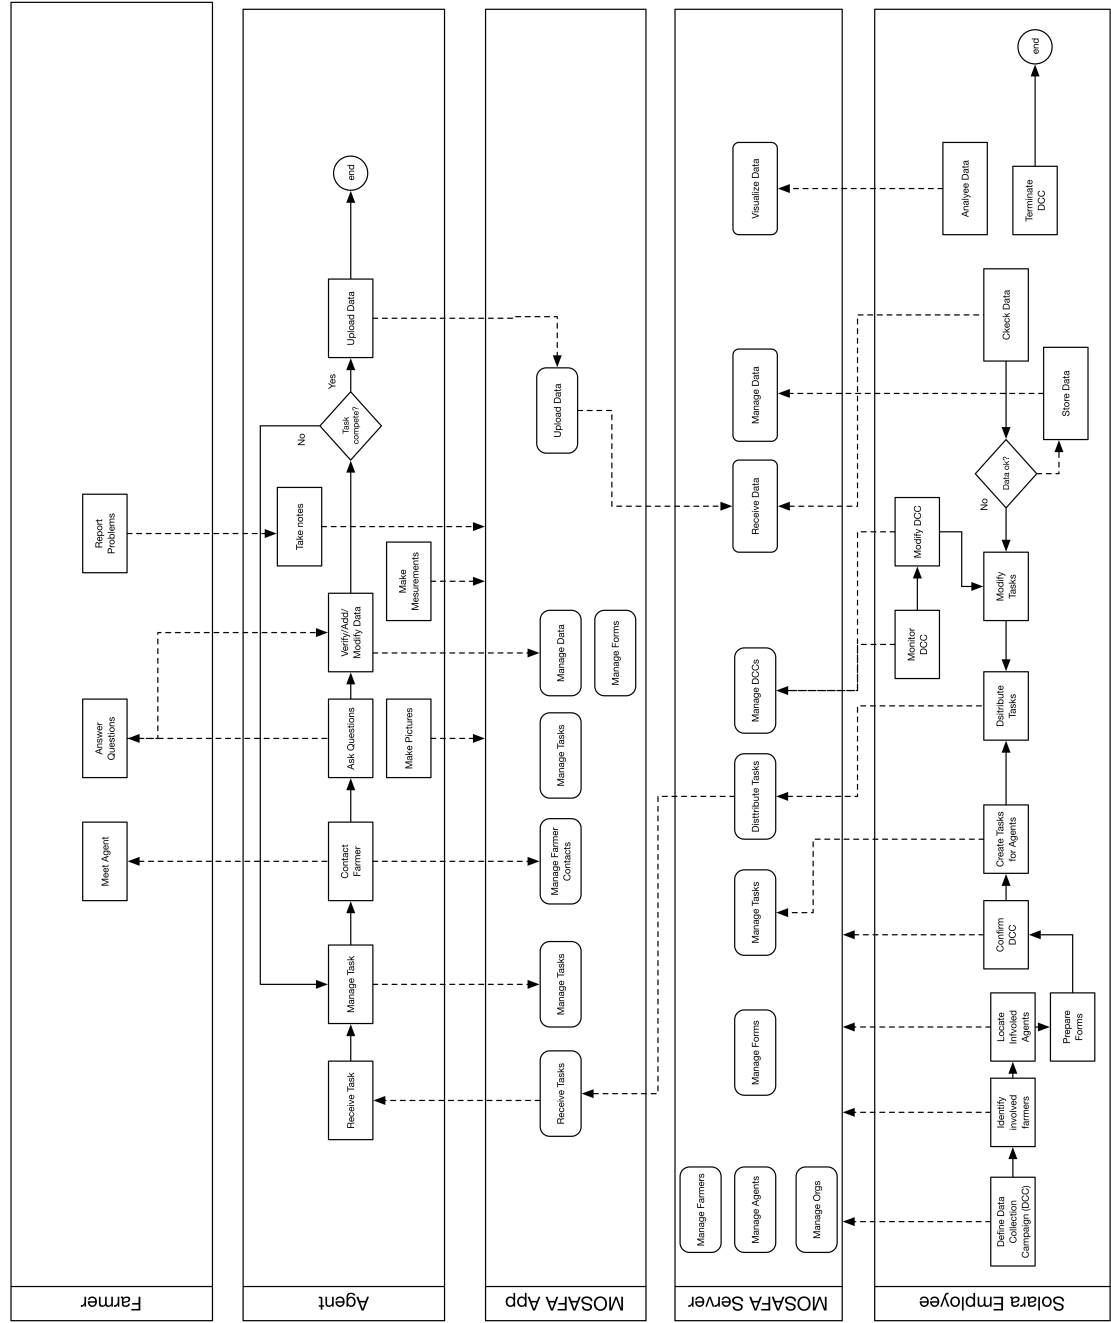 Farmer
Meet Agent
Answer
Questions
Report
Problems
Agent
Receive Task
Manage Task
Contact
Farmer
Ask Questions
Make Pictures
Verify/Add/
Modify Data
Make
Mesurements
Take notes
Task
compete?
No
Yes
Upload Data
end
MOSAFA App
Receive Tasks
Manage Tasks
Manage Farmer
Contacts
Manage Tasks
Manage Data
Manage Forms
Upload Data
MOSAFA Server
Manage Farmers
Manage Agents
Manage Orgs
Manage Forms
Manage Tasks
Disttribute Tasks
Manage DCCs
Receive Data
Manage Data
Visualize Data
Solara Employee
Define Data
Collection
Campaign (DCC)
Identify
involved
farmers
Locate
Infvoled
Agents
Prepare
Forms
Confirm
DCC
Create Tasks
for Agents
Dsitribute
Tasks
Monitor
DCC
Modify DCC
Modify
Tasks
No
Data ok?
Store Data
Ckeck Data
Analyee Data
Terminate
DCC
end